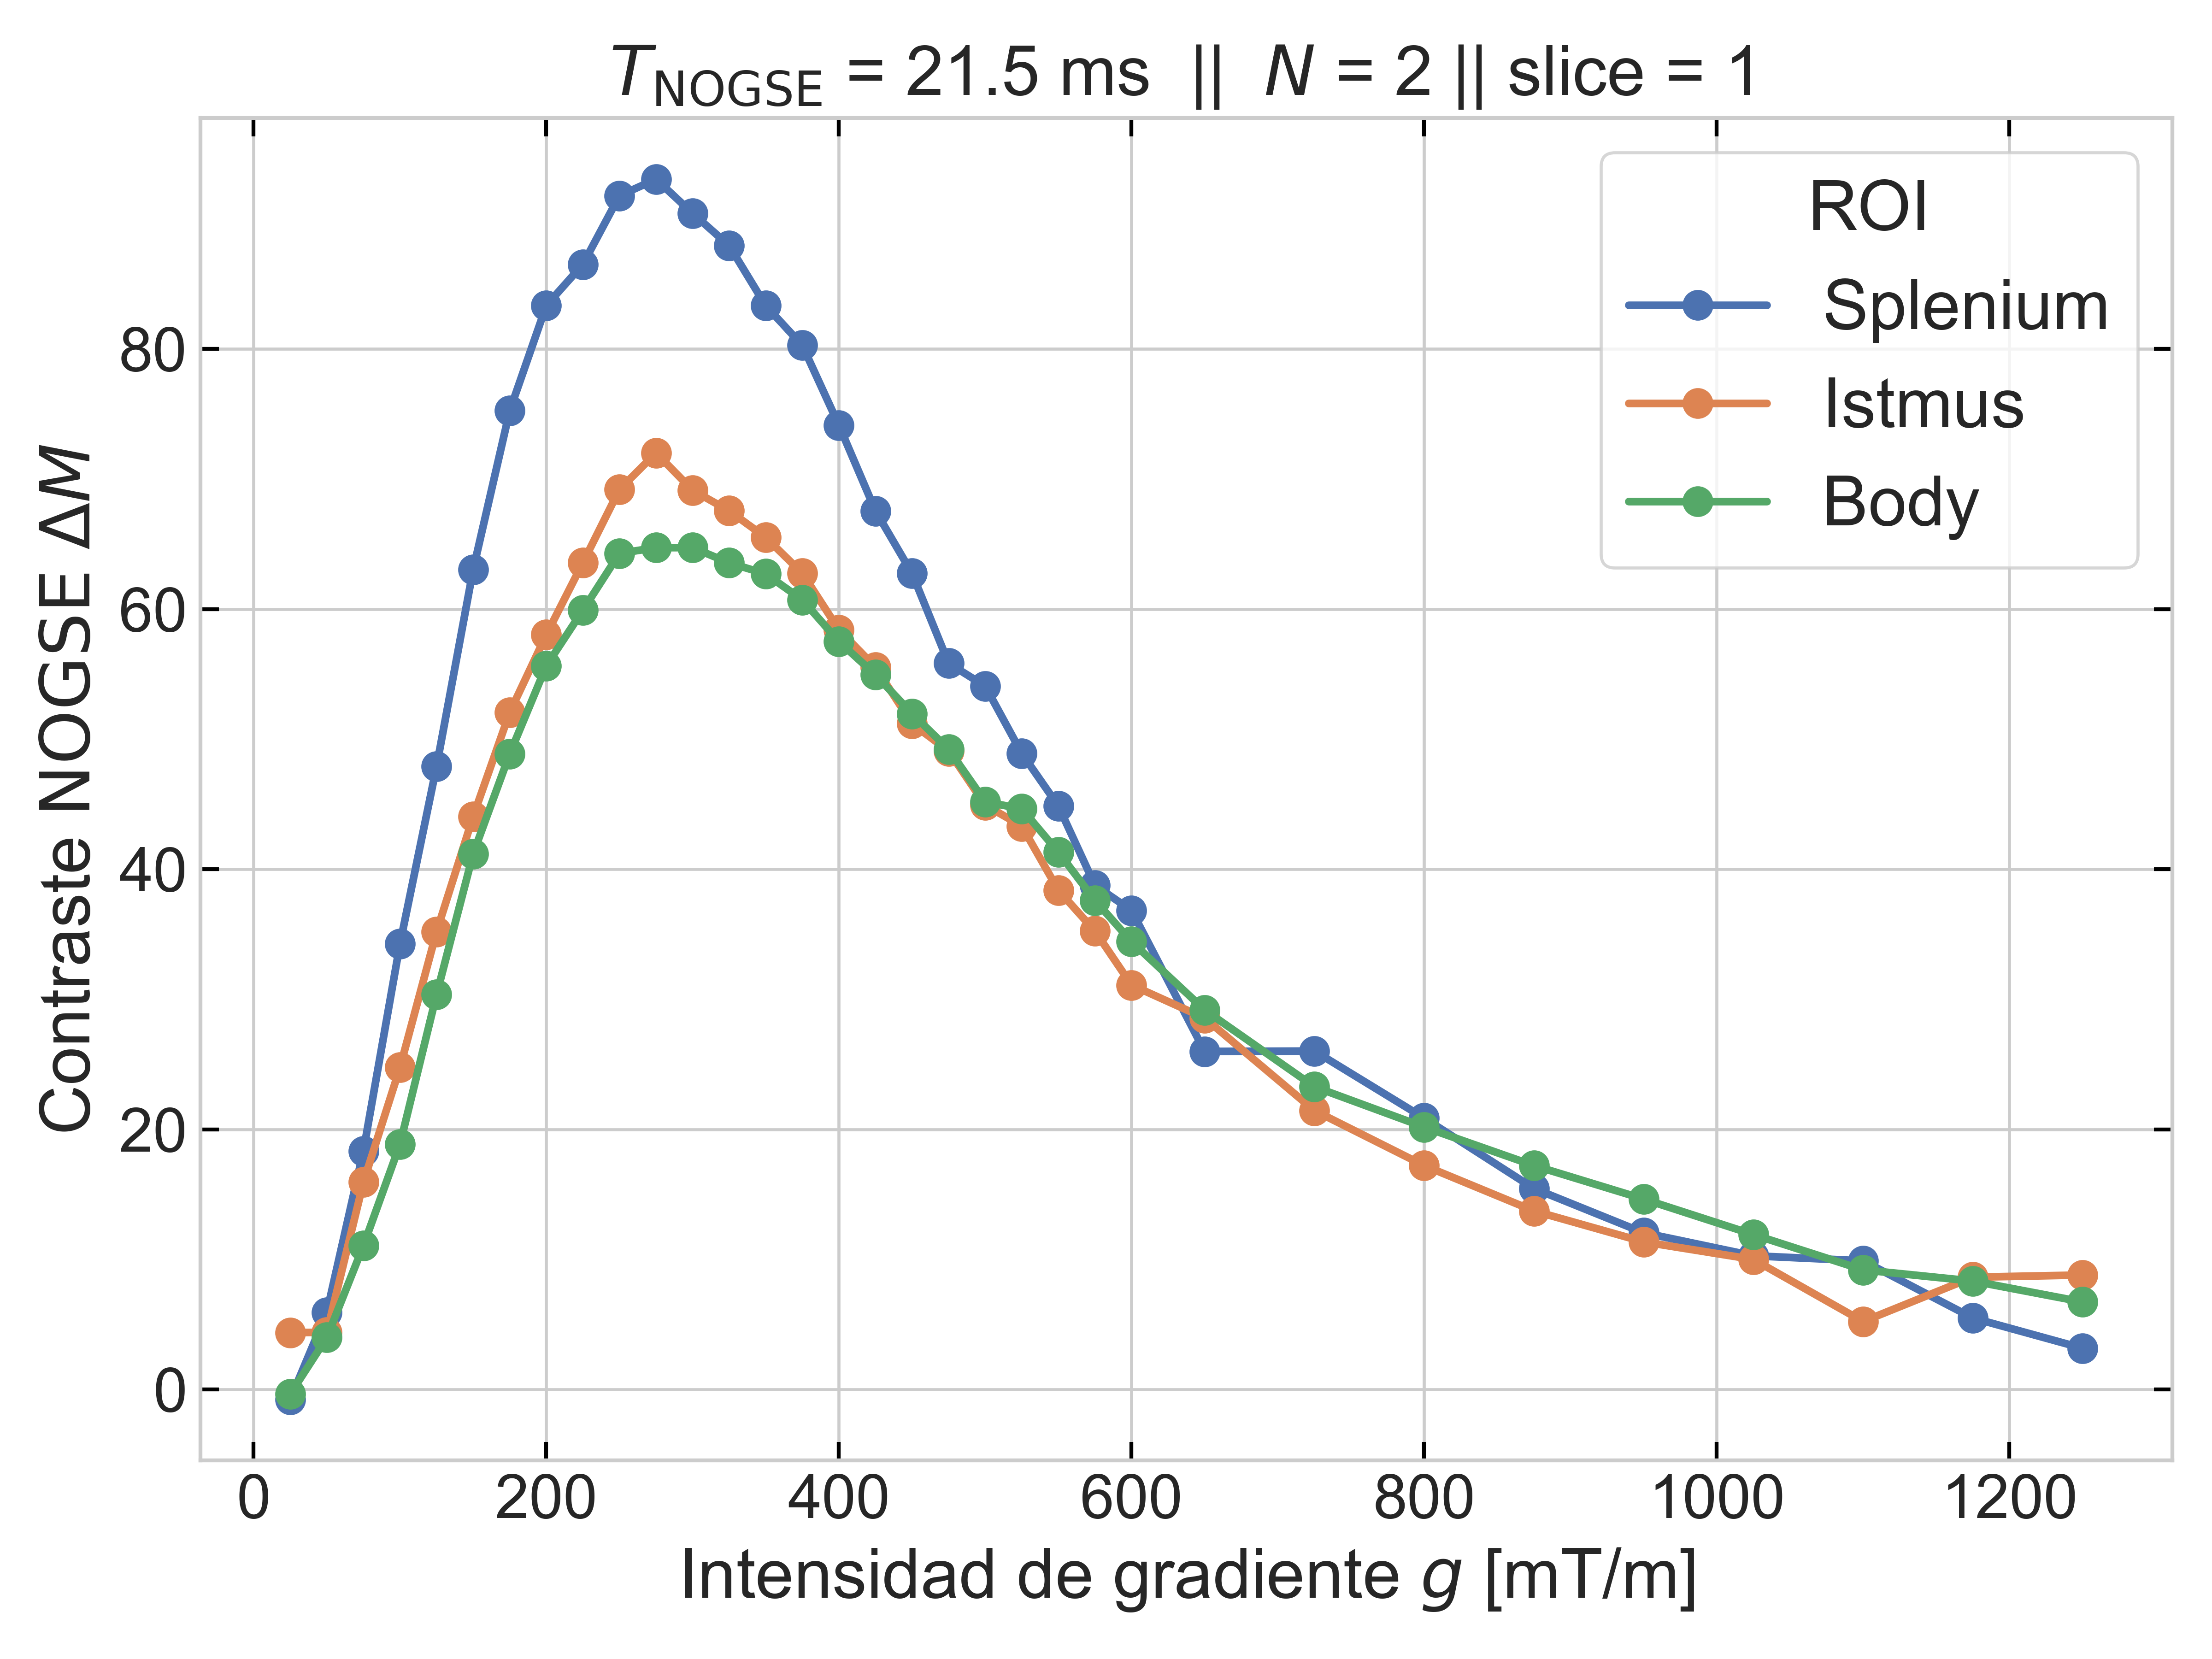 T_NOGSE = 21.5 ms || N = 2 || slice = 1
ROI
Splenium
Istmus
Body
Contraste NOGSE ΔM
80
60
40
20
0
0 200 400 600 800 1000 1200
Intensidad de gradiente g [mT/m]